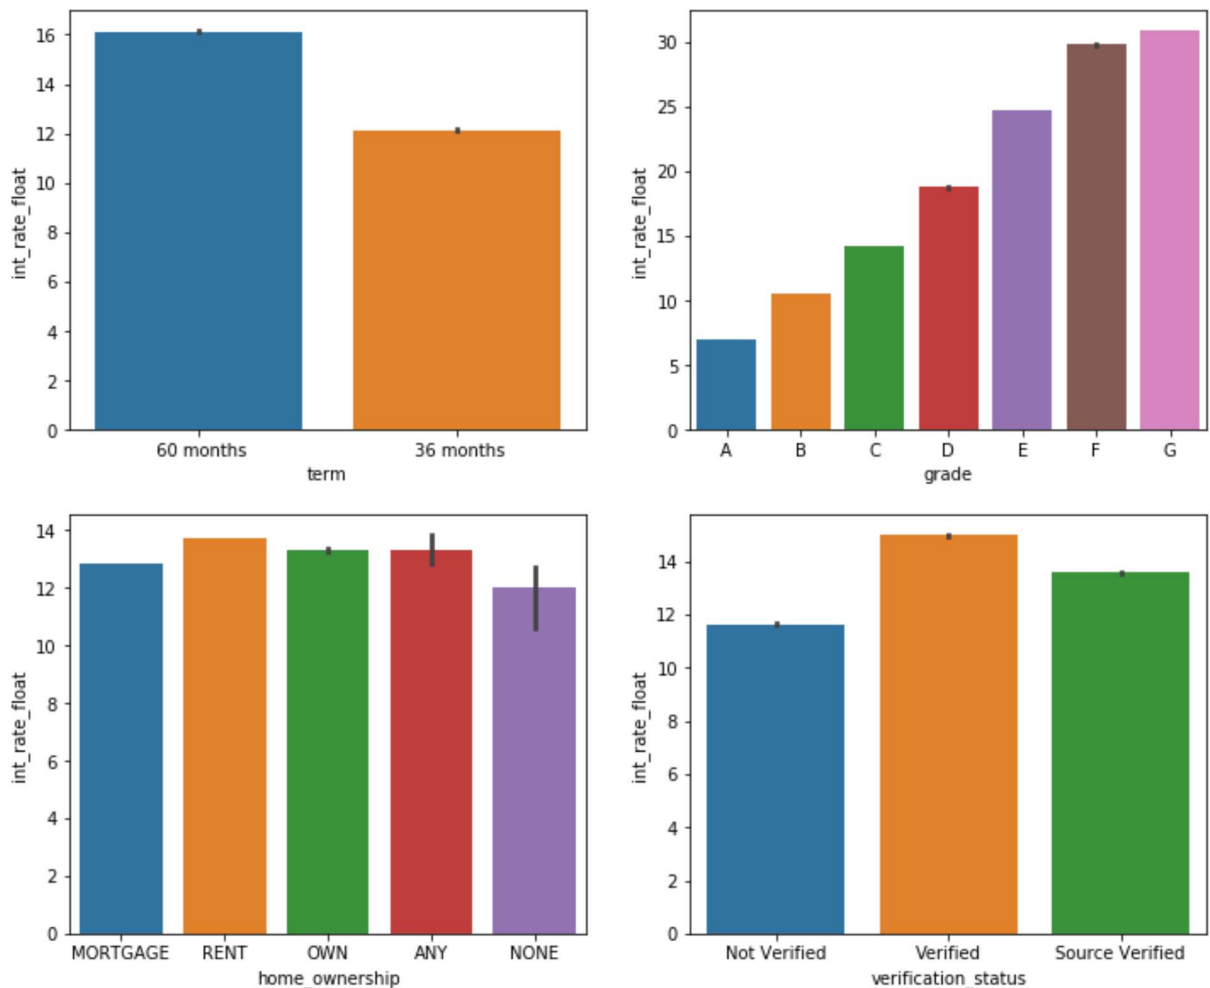 16
14
12
10
8
6
4
2
0
int_rate_float
60 months 36 months
term
30
25
20
15
10
5
0
int_rate_float
A B C D E F G
grade
14
12
10
8
6
4
2
0
int_rate_float
MORTGAGE RENT OWN ANY NONE
home_ownership
14
12
10
8
6
4
2
0
int_rate_float
Not Verified Verified Source Verified
verification_status